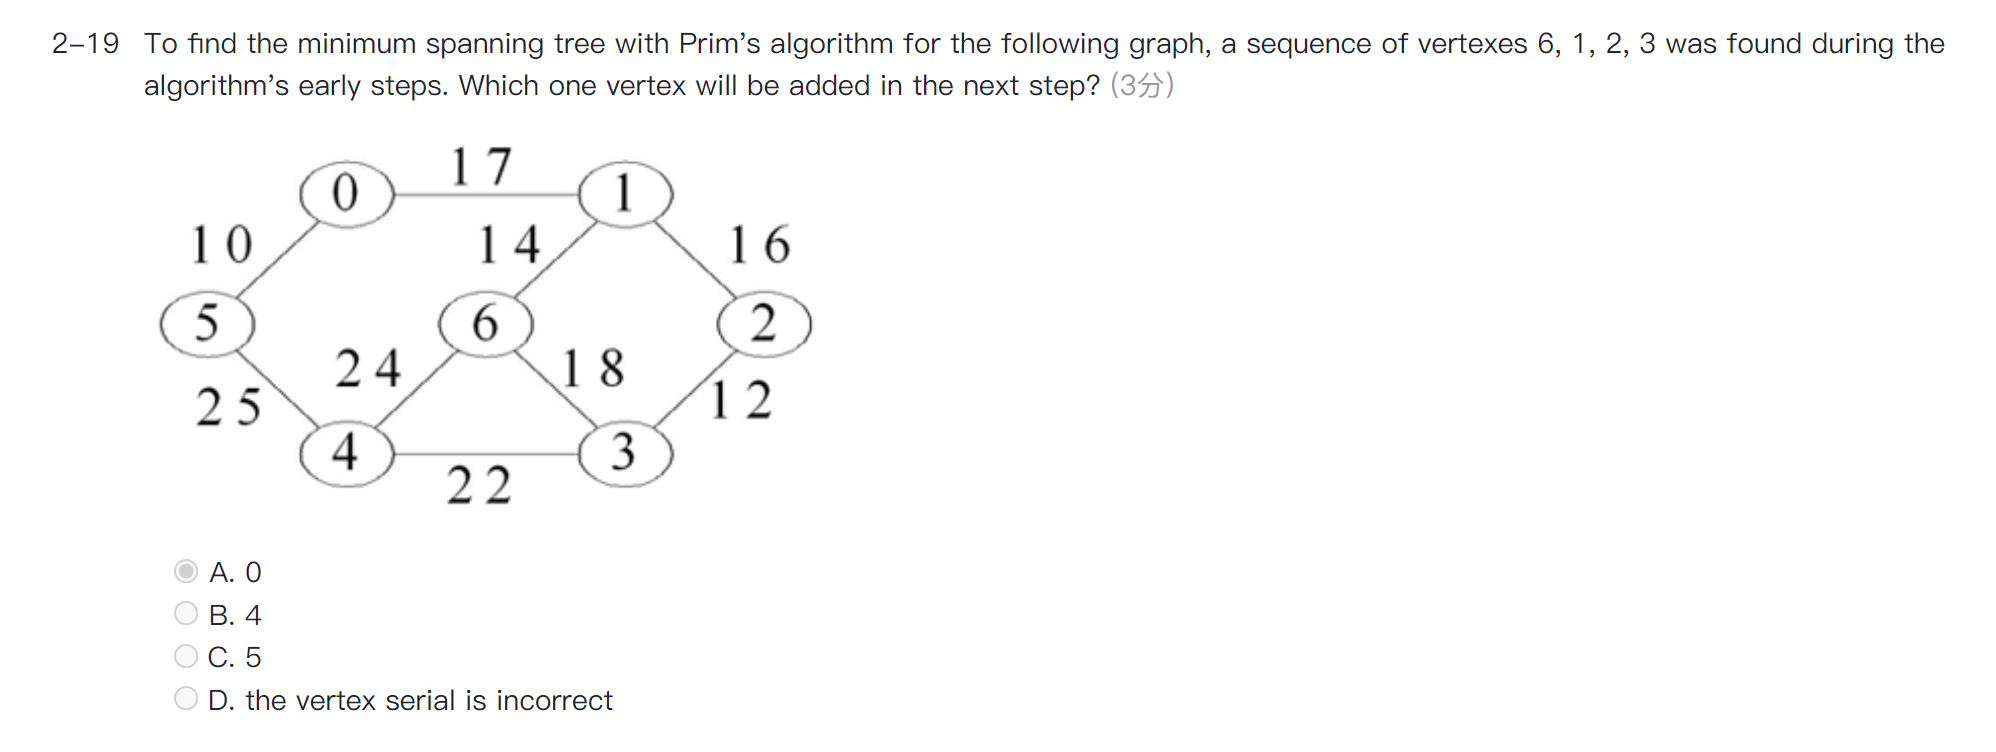 2–19 To find the minimum spanning tree with Prim’s algorithm for the following graph, a sequence of vertexes 6, 1, 2, 3 was found during the
algorithm’s early steps. Which one vertex will be added in the next step? (3分)
17
0
1
10
14
16
5
6
2
24
18
25
12
4
3
22
A. 0
B. 4
C. 5
D. the vertex serial is incorrect